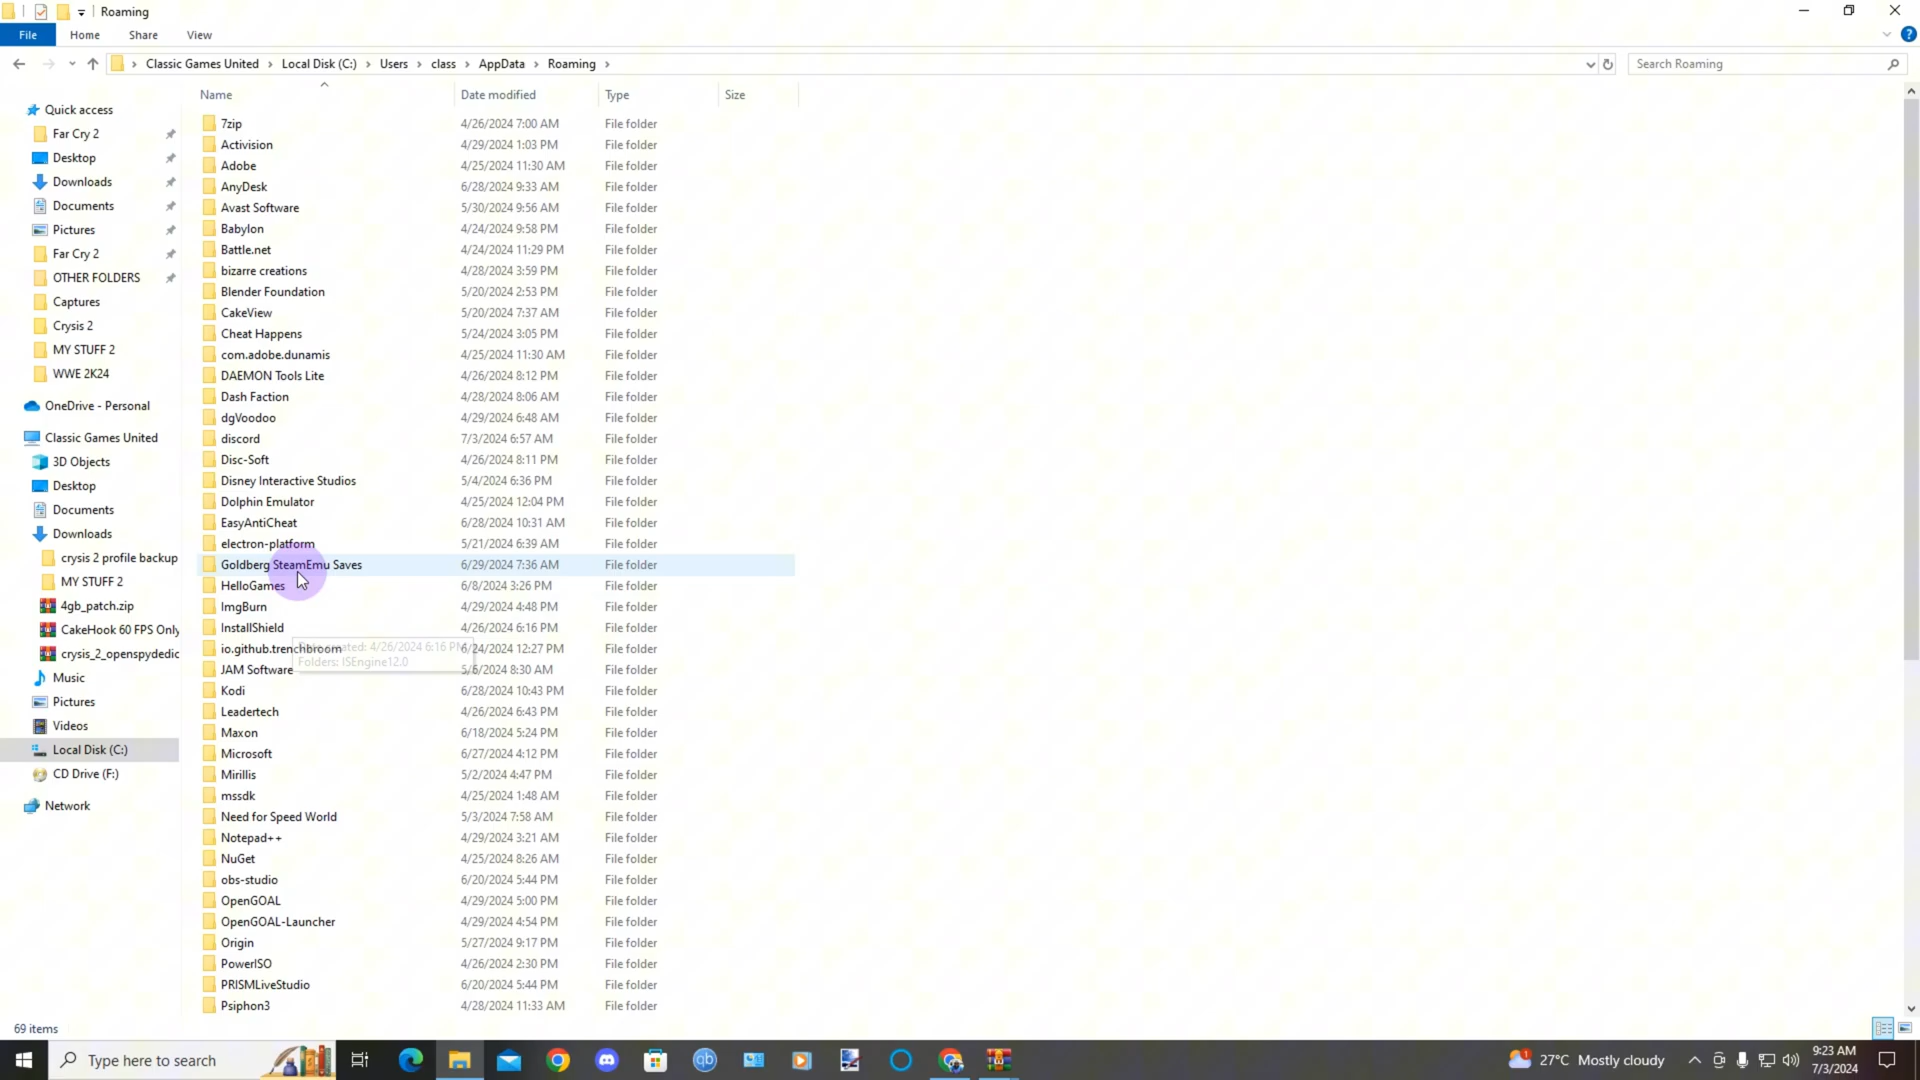 Roaming
File Home Share View
Classic Games United Local Disk (C:) Users class AppData Roaming
Search Roaming
Name Date modified Type Size
Quick access
Far Cry 2
Desktop
Downloads
Documents
Pictures
Far Cry 2
OTHER FOLDERS
Captures
Crysis 2
MY STUFF 2
WWE 2K24
OneDrive - Personal
Classic Games United
3D Objects
Desktop
Documents
Downloads
crysis 2 profile backup
MY STUFF 2
4gb_patch.zip
CakeHook 60 FPS Only
crysis_2_openspydedic
Music
Pictures
Videos
Local Disk (C:)
CD Drive (F:)
Network
7zip 4/26/2024 7:00 AM File folder
Activision 4/29/2024 1:03 PM File folder
Adobe 4/25/2024 11:30 AM File folder
AnyDesk 6/28/2024 9:33 AM File folder
Avast Software 5/30/2024 9:56 AM File folder
Babylon 4/24/2024 9:58 PM File folder
Battle.net 4/24/2024 11:29 PM File folder
bizarre creations 4/28/2024 3:59 PM File folder
Blender Foundation 5/20/2024 2:53 PM File folder
CakeView 5/20/2024 7:37 AM File folder
Cheat Happens 5/24/2024 3:05 PM File folder
com.adobe.dunamis 4/25/2024 11:30 AM File folder
DAEMON Tools Lite 4/26/2024 8:12 PM File folder
Dash Faction 4/28/2024 8:06 AM File folder
dgVoodoo 4/29/2024 6:48 AM File folder
discord 7/3/2024 6:57 AM File folder
Disc-Soft 4/26/2024 8:11 PM File folder
Disney Interactive Studios 5/4/2024 6:36 PM File folder
Dolphin Emulator 4/25/2024 12:04 PM File folder
EasyAntiCheat 6/28/2024 10:31 AM File folder
electron-platform 5/21/2024 6:39 AM File folder
Goldberg SteamEmu Saves 6/29/2024 7:36 AM File folder
HelloGames 6/8/2024 3:26 PM File folder
ImgBurn 4/29/2024 4:48 PM File folder
InstallShield 4/26/2024 6:16 PM File folder
io.github.trenchbroom /24/2024 12:27 PM File folder
created: 4/26/2024 6:16 PM
Folders: ISEngine12.0
JAM Software 5/6/2024 8:30 AM File folder
Kodi 6/28/2024 10:43 PM File folder
Leadertech 4/26/2024 6:43 PM File folder
Maxon 6/18/2024 5:24 PM File folder
Microsoft 6/27/2024 4:12 PM File folder
Mirillis 5/2/2024 4:47 PM File folder
mssdk 4/25/2024 1:48 AM File folder
Need for Speed World 5/3/2024 7:58 AM File folder
Notepad++ 4/29/2024 3:21 AM File folder
NuGet 4/25/2024 8:26 AM File folder
obs-studio 6/20/2024 5:44 PM File folder
OpenGOAL 4/29/2024 5:00 PM File folder
OpenGOAL-Launcher 4/29/2024 4:54 PM File folder
Origin 5/27/2024 9:17 PM File folder
PowerISO 4/26/2024 2:30 PM File folder
PRISMLiveStudio 6/20/2024 5:44 PM File folder
Psiphon3 4/28/2024 11:33 AM File folder
69 items
Type here to search
qb
27°C Mostly cloudy
9:23 AM
7/3/2024